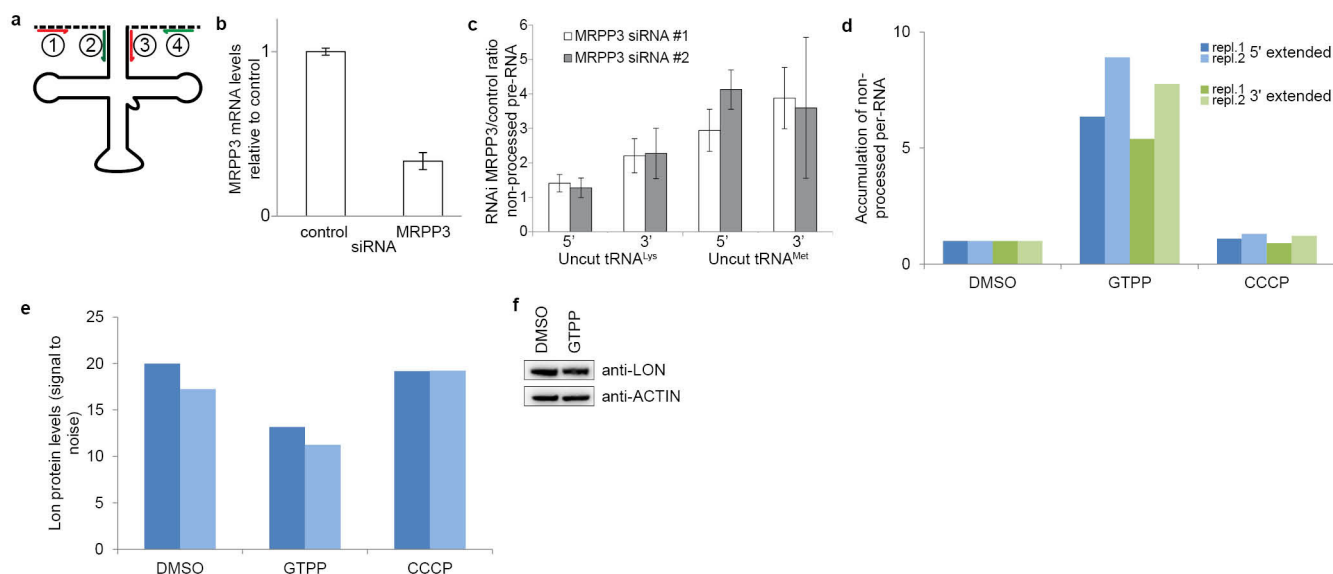 a
1
2
3
4
b
MRPP3 mRNA levels
relative to control
1
0
control
MRPP3
siRNA
c
RNAi MRPP3/control ratio
non-processed pre-RNA
6
5
4
3
2
1
0
MRPP3 siRNA #1
MRPP3 siRNA #2
5’
3’
5’
3’
Uncut tRNA^Lys
Uncut tRNA^Met
d
Accumulation of non-
processed per-RNA
10
5
0
repl.1
repl.2
5' extended
repl.1
repl.2
3' extended
DMSO
GTPP
CCCP
e
Lon protein levels (signal to
noise)
25
20
15
10
5
0
DMSO
GTPP
CCCP
f
DMSO
GTPP
anti-LON
anti-ACTIN